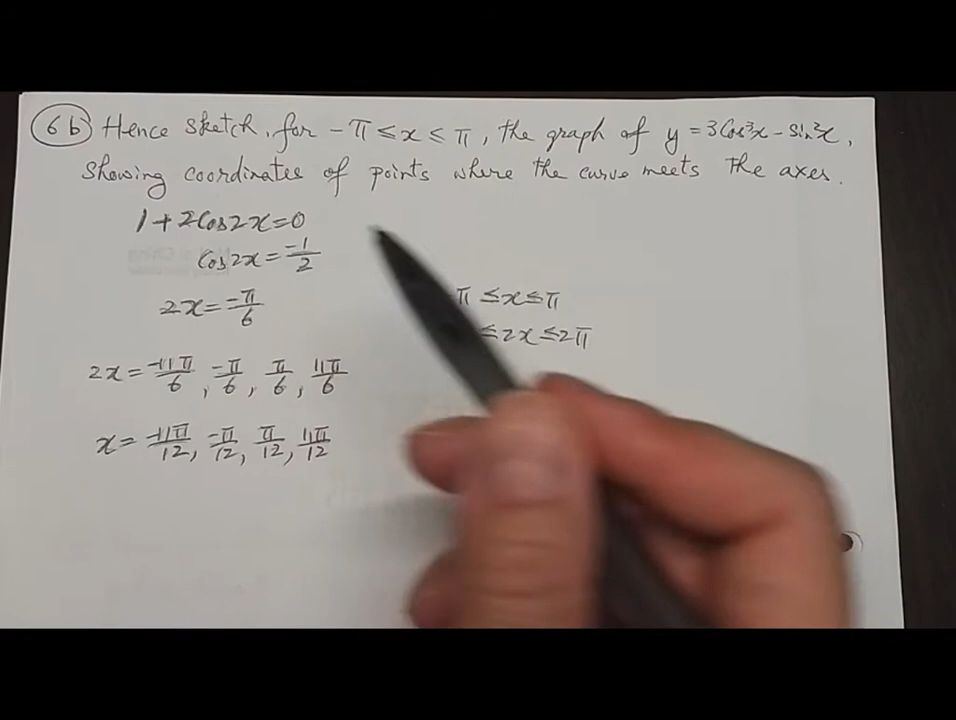 6b Hence sketch, for -π ≤ x ≤ π, the graph of y = 3Cos²x - Sin²x,
showing coordinates of points where the curve meets the axes.
1 + 2Cos2x = 0
Cos2x = -1/2
2x = -π/6
π ≤ x ≤ π
≤ 2x ≤ 2π
2x = -11π/6, -π/6, π/6, 11π/6
x = -11π/12, -π/12, π/12, 11π/12